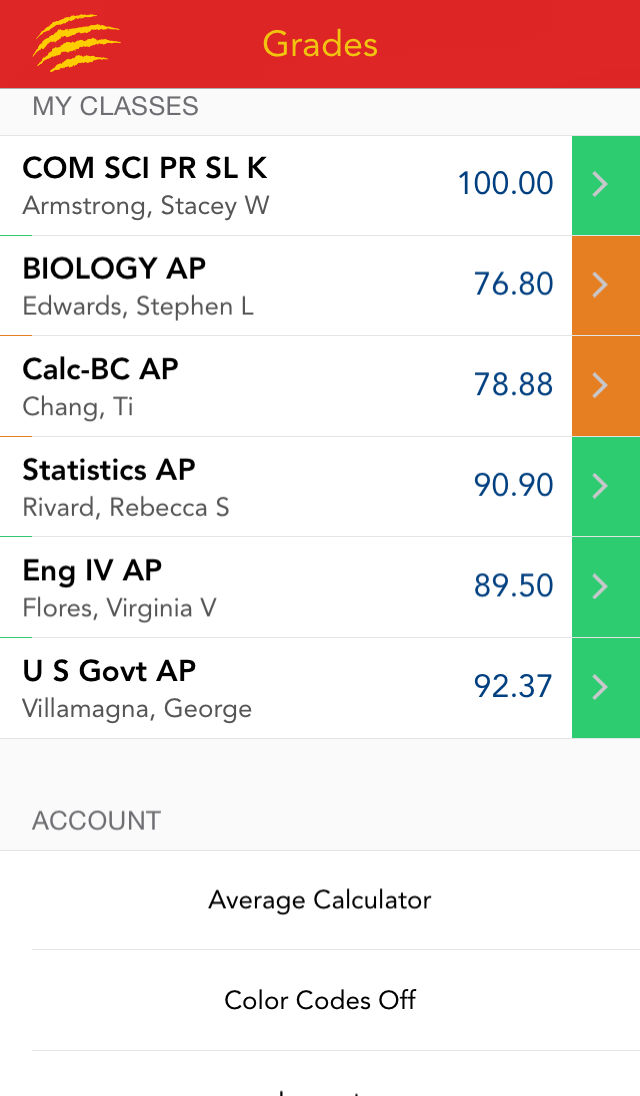 Grades
MY CLASSES
COM SCI PR SL K
Armstrong, Stacey W
100.00
BIOLOGY AP
Edwards, Stephen L
76.80
Calc-BC AP
Chang, Ti
78.88
Statistics AP
Rivard, Rebecca S
90.90
Eng IV AP
Flores, Virginia V
89.50
U S Govt AP
Villamagna, George
92.37
ACCOUNT
Average Calculator
Color Codes Off